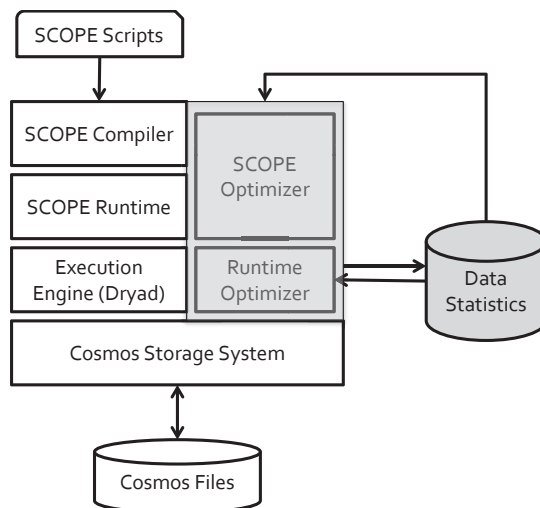 SCOPE Scripts
SCOPE Compiler
SCOPE
Optimizer
SCOPE Runtime
Execution
Engine (Dryad)
Runtime
Optimizer
Data
Statistics
Cosmos Storage System
Cosmos Files